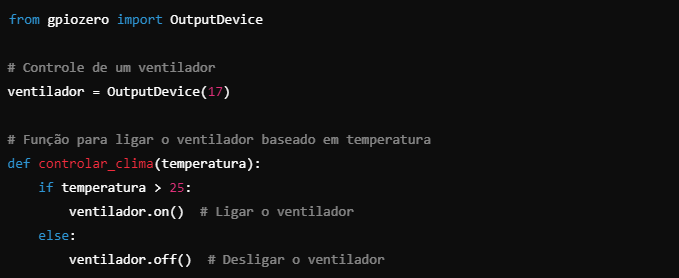 from gpiozero import OutputDevice
# Controle de um ventilador
ventilador = OutputDevice(17)
# Função para ligar o ventilador baseado em temperatura
def controlar_clima(temperatura):
    if temperatura > 25:
        ventilador.on()  # Ligar o ventilador
    else:
        ventilador.off()  # Desligar o ventilador